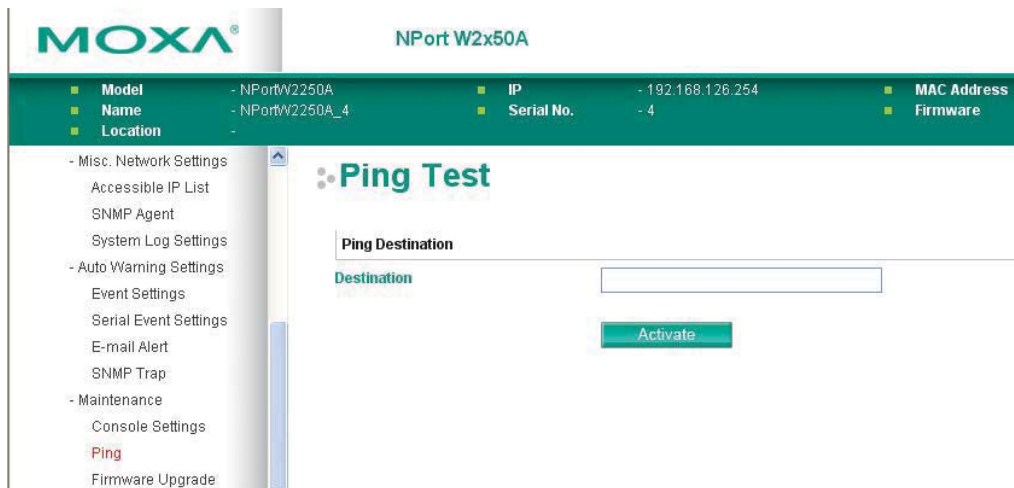 MOXA®
NPort W2x50A
Model - NPortW2250A IP - 192.168.126.254 MAC Address
Name - NPortW2250A_4 Serial No. - 4 Firmware
Location -
- Misc. Network Settings
Accessible IP List
SNMP Agent
System Log Settings
- Auto Warning Settings
Event Settings
Serial Event Settings
E-mail Alert
SNMP Trap
- Maintenance
Console Settings
Ping
Firmware Upgrade
Ping Test
Ping Destination
Destination
Activate